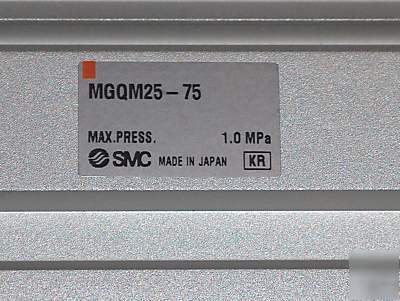 MGQM25-75
MAX.PRESS. 1.0 MPa
SMC MADE IN JAPAN KR